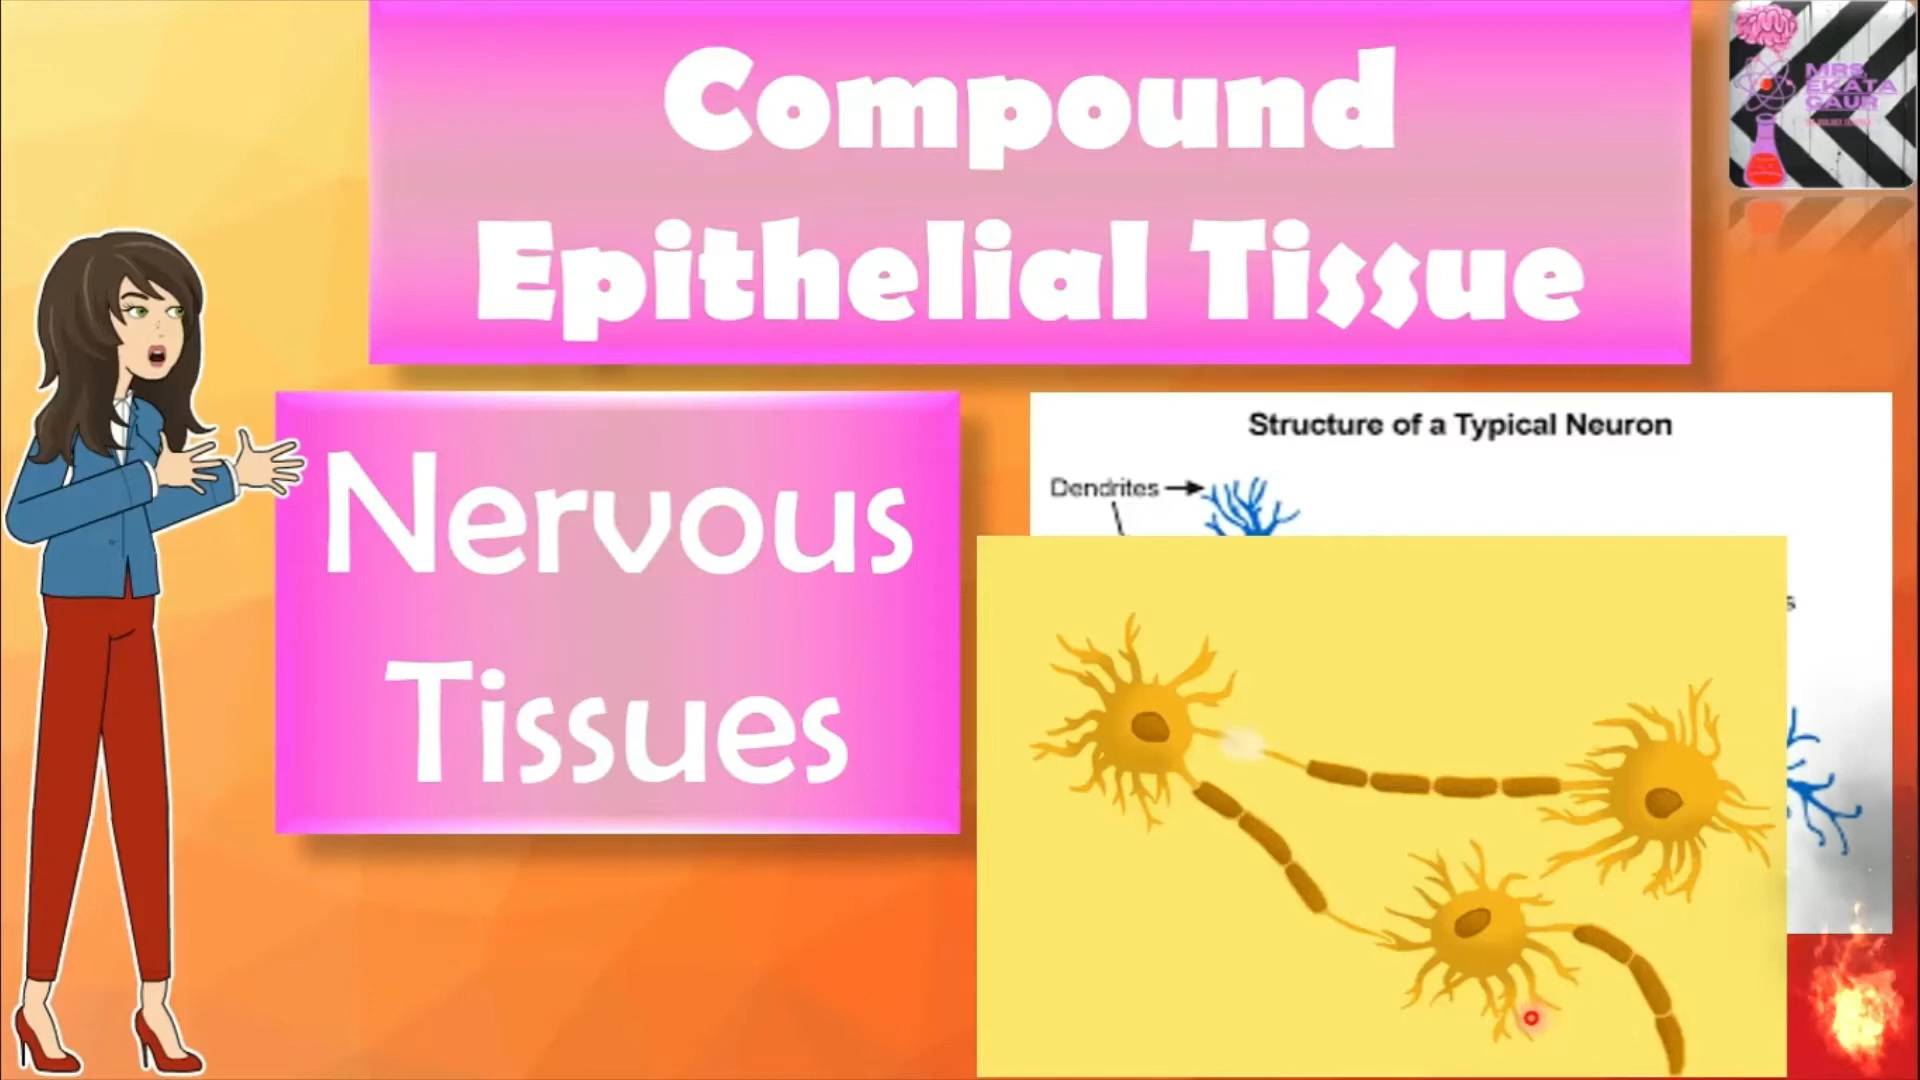 Compound
Epithelial Tissue
MRS
EKATA
GAUR
Nervous
Tissues
Structure of a Typical Neuron
Dendrites
s